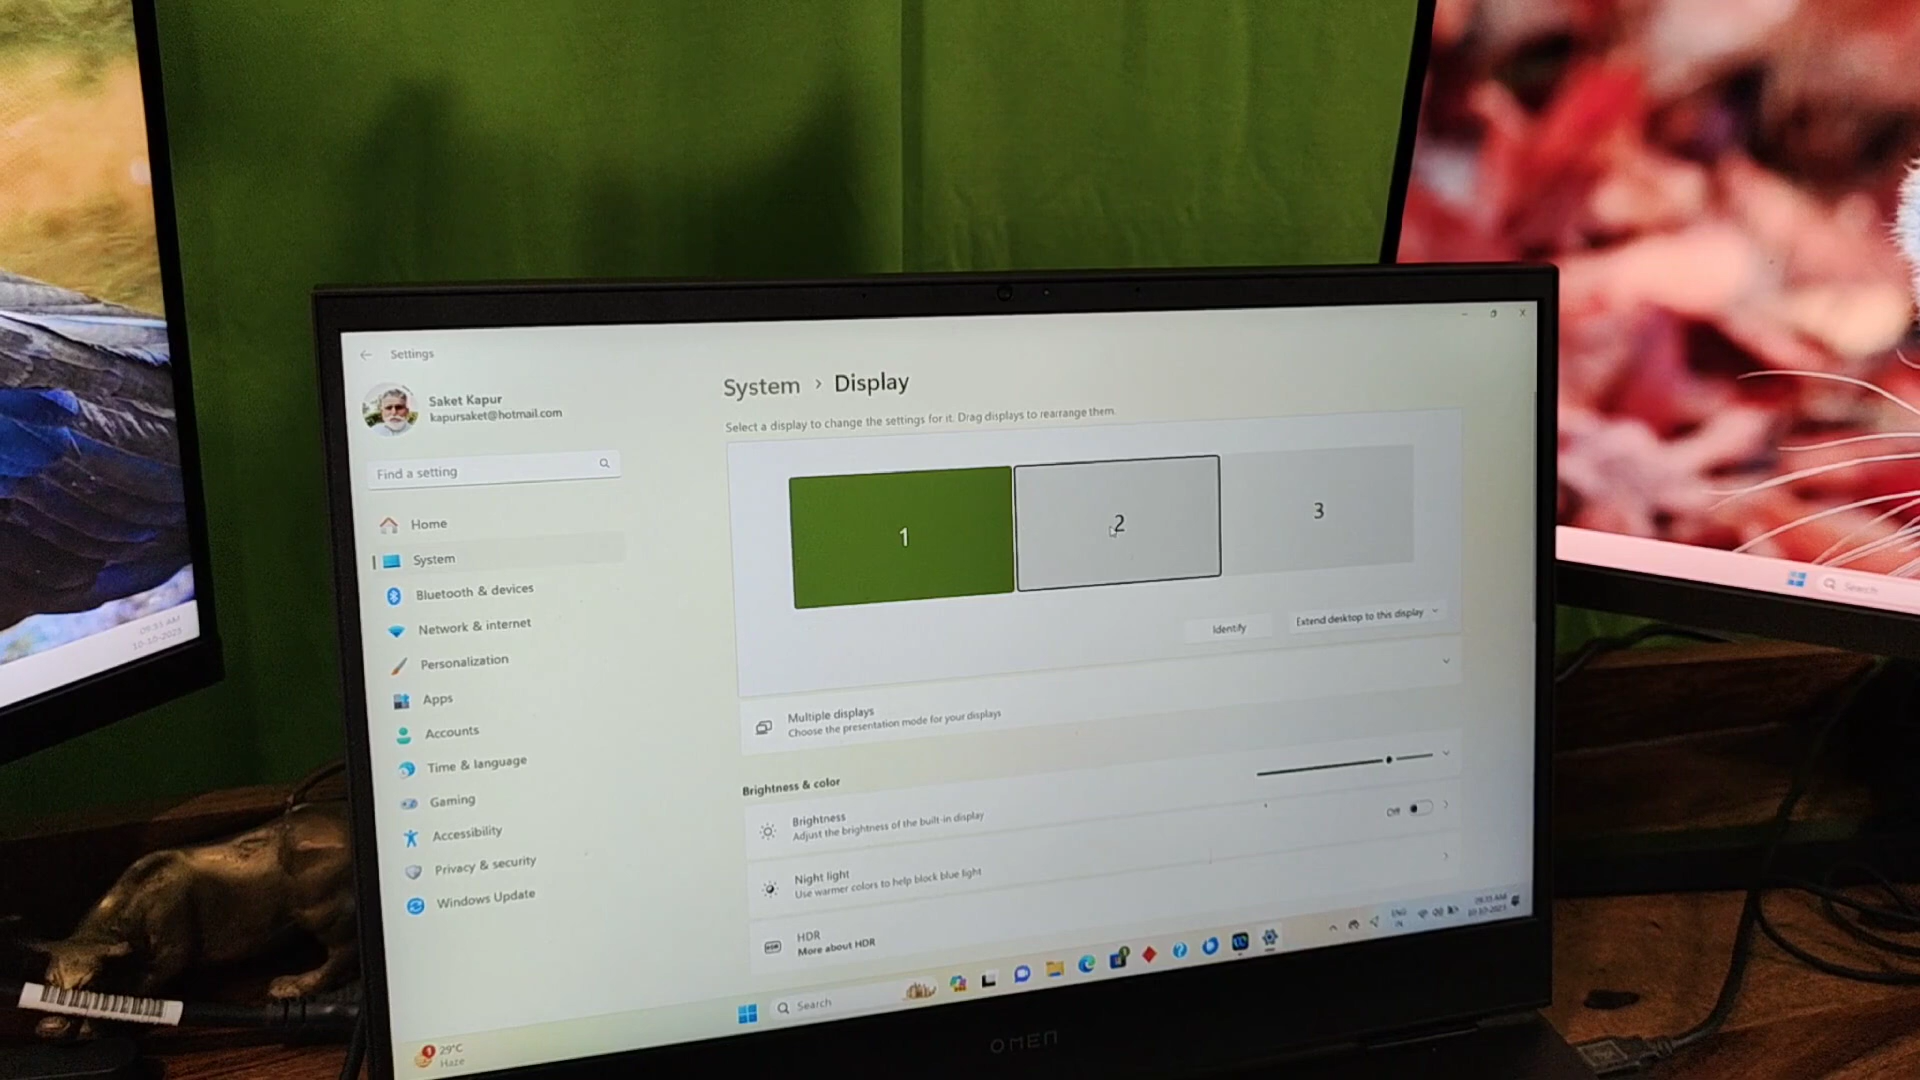 Settings
Saket Kapur
kapursaket@hotmail.com
Find a setting
Home
System
Bluetooth & devices
Network & internet
Personalization
Apps
Accounts
Time & language
Gaming
Accessibility
Privacy & security
Windows Update
System › Display
Select a display to change the settings for it. Drag displays to rearrange them.
1
2
3
Identify
Extend desktop to this display
Multiple displays
Choose the presentation mode for your displays
Brightness & color
Brightness
Adjust the brightness of the built-in display
Night light
Use warmer colors to help block blue light
Off
HDR
More about HDR
Search
29°C
Haze
ENG
IN
OMEN
Search